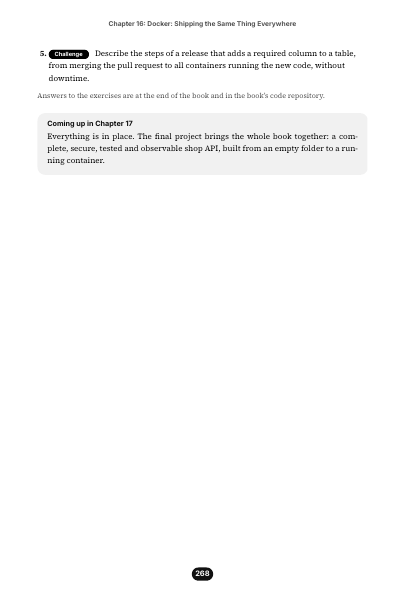 Chapter 16: Docker: Shipping the Same Thing Everywhere
5. Challenge Describe the steps of a release that adds a required column to a table,
from merging the pull request to all containers running the new code, without
downtime.
Answers to the exercises are at the end of the book and in the book's code repository.
Coming up in Chapter 17
Everything is in place. The final project brings the whole book together: a com-
plete, secure, tested and observable shop API, built from an empty folder to a run-
ning container.
268